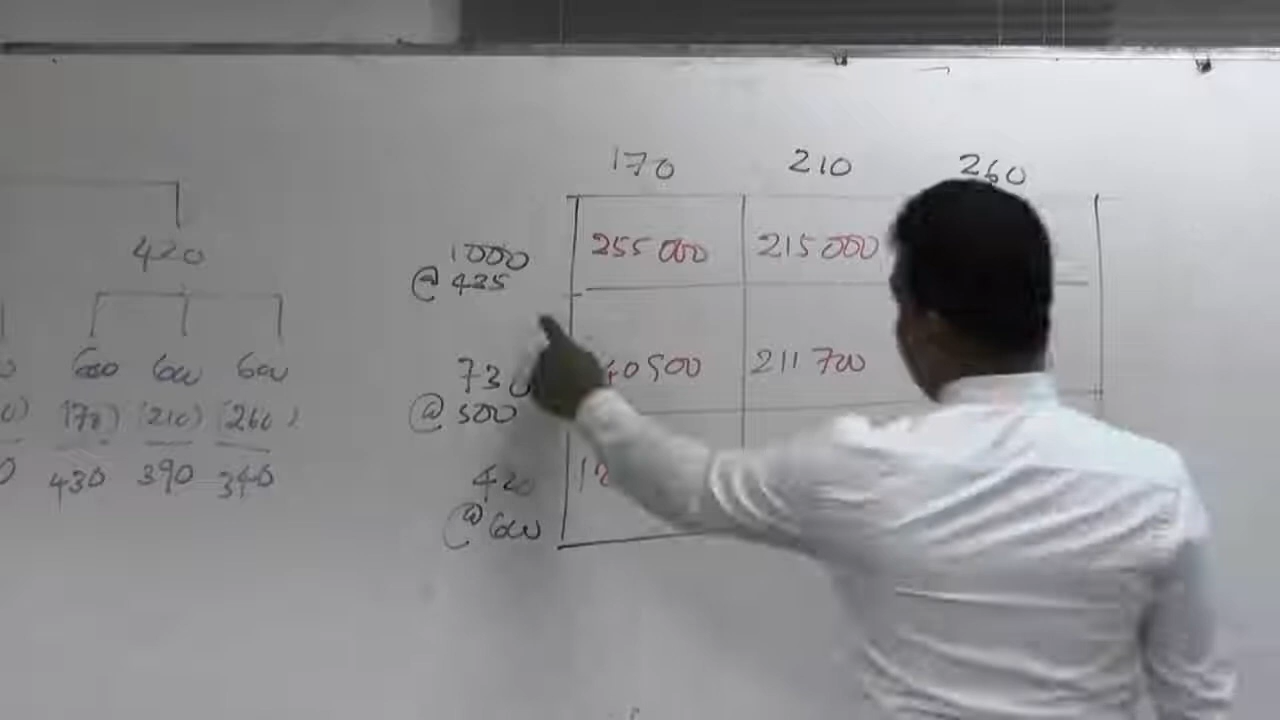 420
600 600 600
(170) (210) (260)
430 390 340
170 210 260
1000 255 000 215 000
@ 425
730 211 700
@ 500
420
@ 600